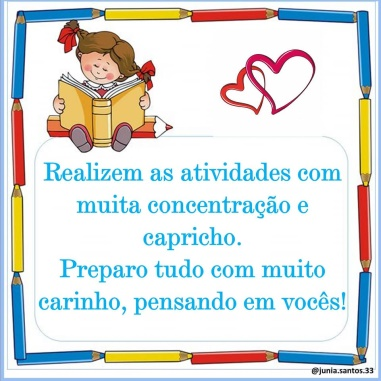 Realizem as atividades com
muita concentração e
capricho.
Preparo tudo com muito
carinho, pensando em vocês!
@junia.santos.33